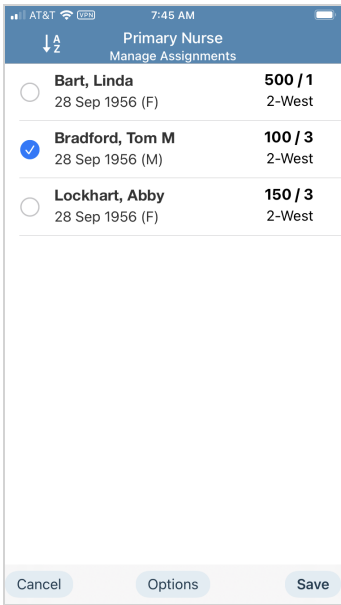 AT&T VPN 7:45 AM
A
Z
Primary Nurse
Manage Assignments
Bart, Linda 500 / 1
28 Sep 1956 (F) 2-West
Bradford, Tom M 100 / 3
28 Sep 1956 (M) 2-West
Lockhart, Abby 150 / 3
28 Sep 1956 (F) 2-West
Cancel Options Save